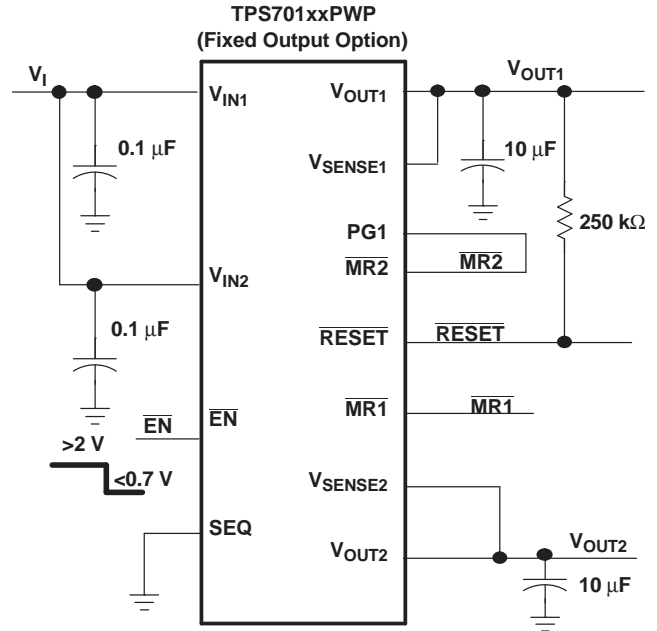 TPS701xxPWP
(Fixed Output Option)
VI
VIN1
VOUT1
VOUT1
0.1 μF
10 μF
VSENSE1
250 kΩ
PG1
MR2
MR2
VIN2
0.1 μF
RESET
RESET
EN
EN
MR1
MR1
>2 V
<0.7 V
VSENSE2
SEQ
VOUT2
VOUT2
10 μF